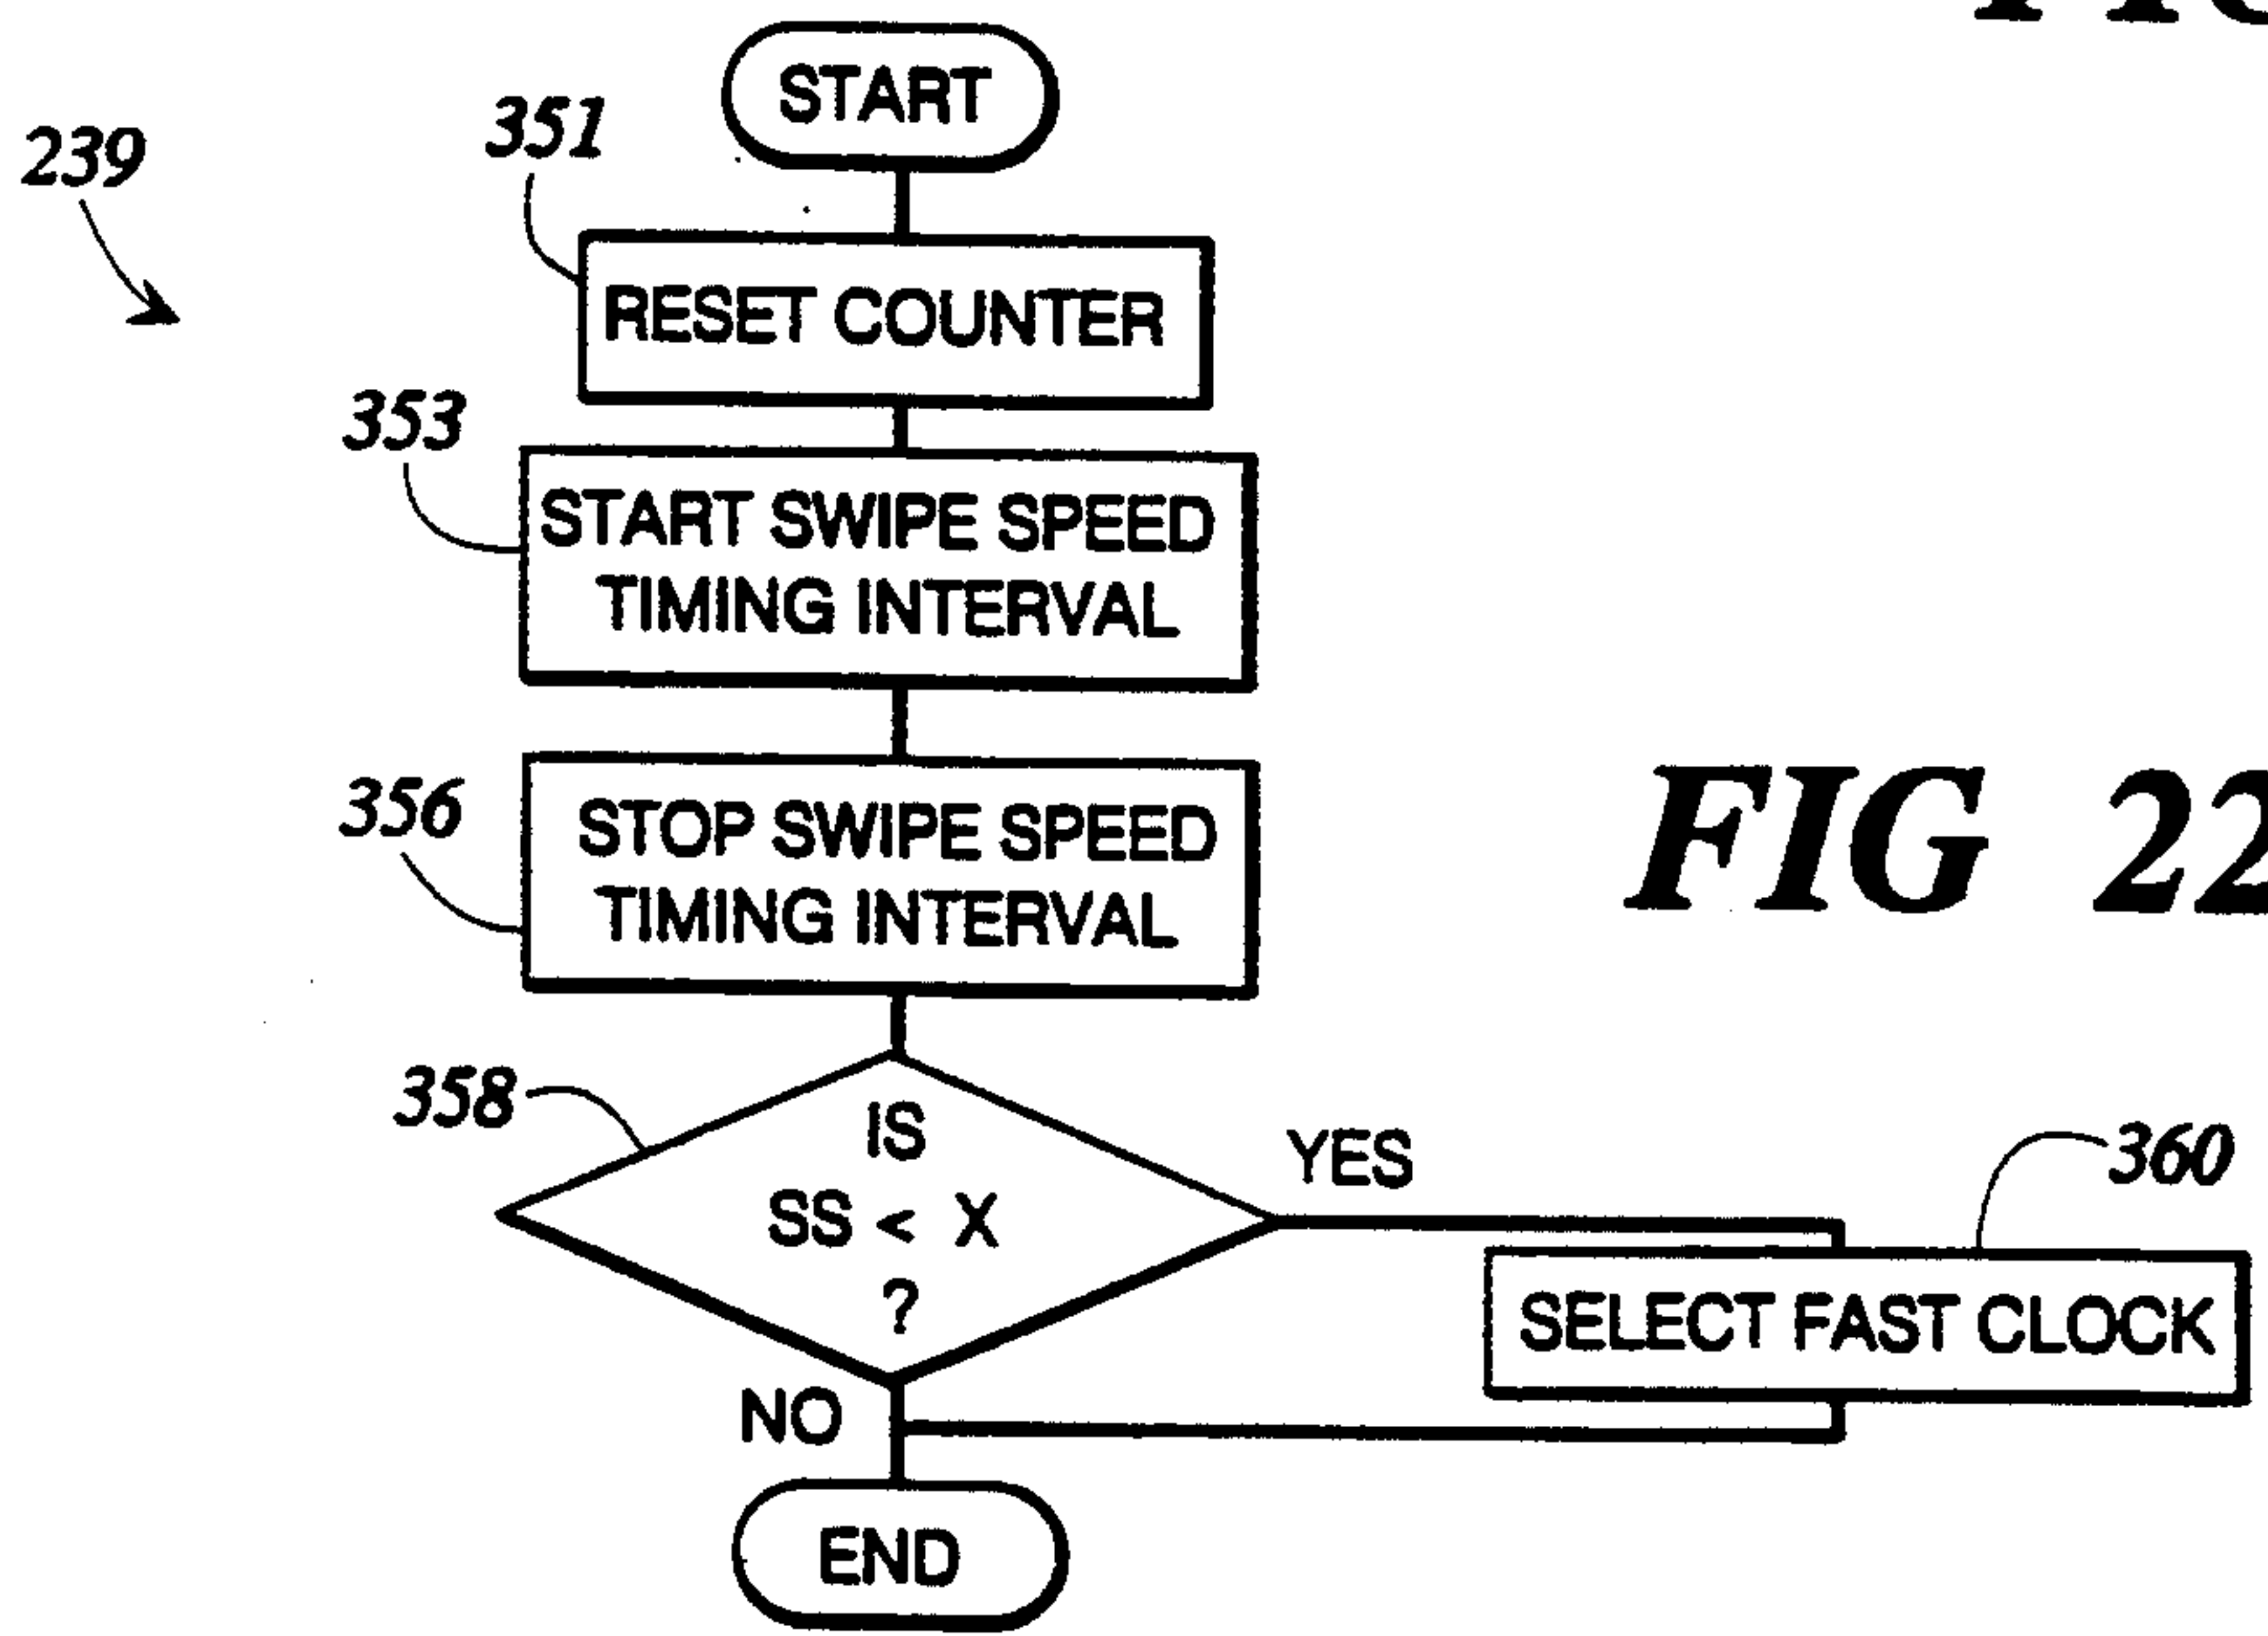 START
351
239
RESET COUNTER
353
START SWIPE SPEED
TIMING INTERVAL
356
STOP SWIPE SPEED
TIMING INTERVAL
FIG 22
358
IS
SS < X
?
YES
360
SELECT FAST CLOCK
NO
END